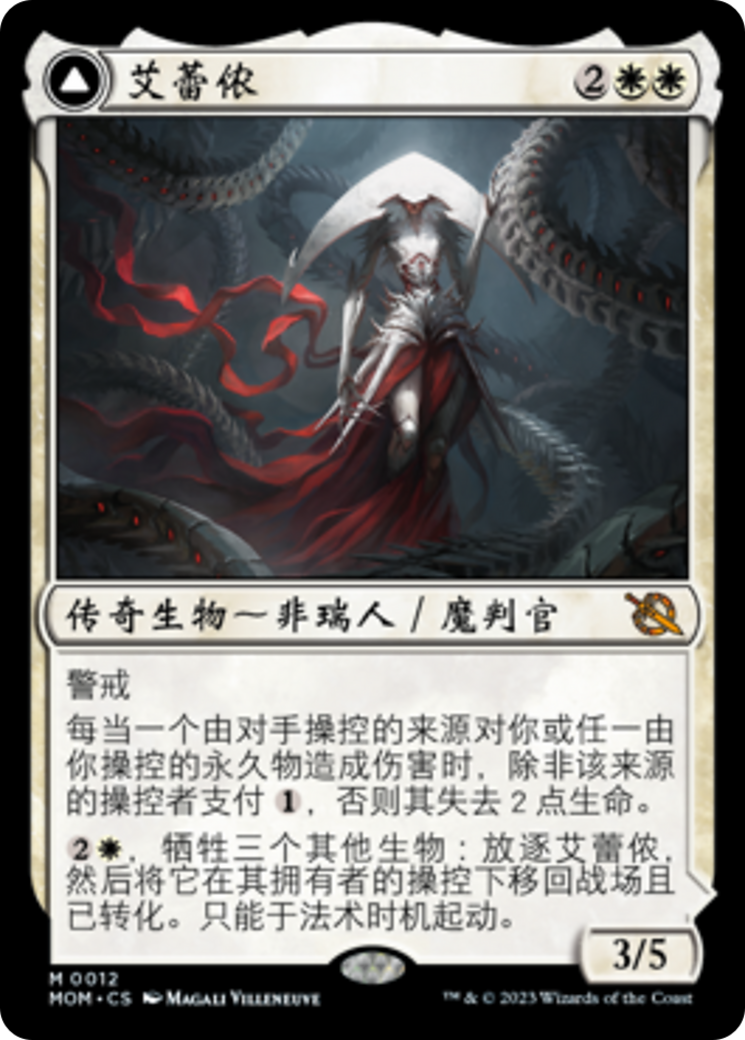 艾蕾侬 2
传奇生物～非瑞人 / 魔判官
警戒
每当一个由对手操控的来源对你或任一由
你操控的永久物造成伤害时，除非该来源
的操控者支付 1，否则其失去 2 点生命。
2，牺牲三个其他生物：放逐艾蕾侬，
然后将它在其拥有者的操控下移回战场且
已转化。只能于法术时机起动。
3/5
M 0012
MOM • CS Magali Villeneuve
™ & © 2023 Wizards of the Coast